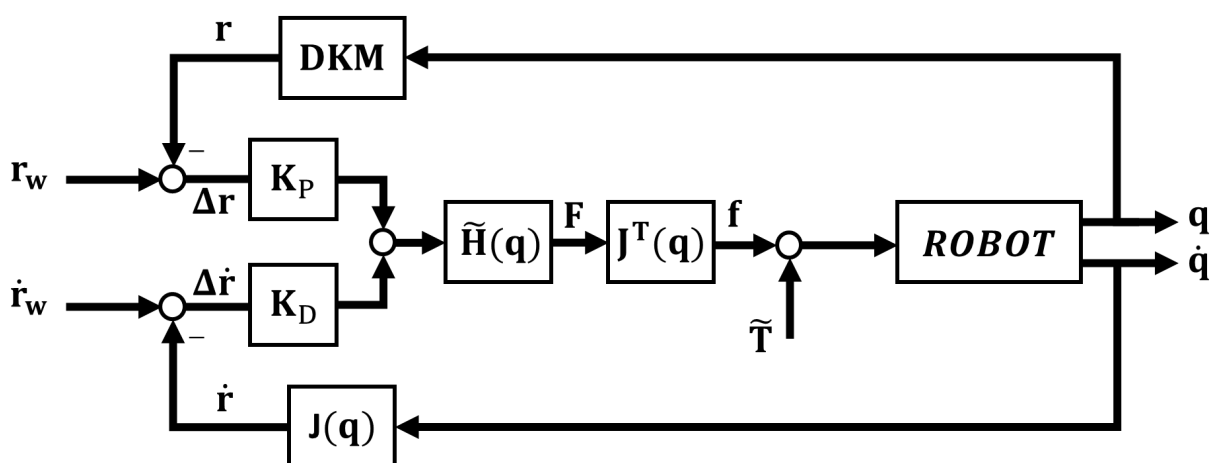 r
DKM
−
r_w
Δr
K_P
H̃(q)
F
J^T(q)
f
ROBOT
q
q̇
ṙ_w
Δṙ
K_D
−
T̃
ṙ
J(q)